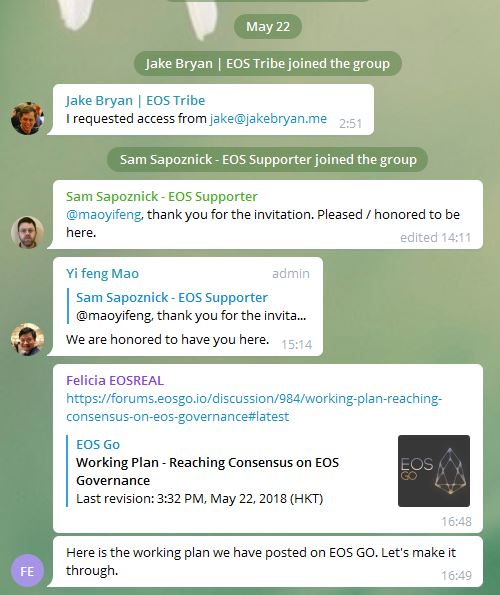 May 22
Jake Bryan | EOS Tribe joined the group
Jake Bryan | EOS Tribe
I requested access from jake@jakebryan.me 2:51
Sam Sapoznick - EOS Supporter joined the group
Sam Sapoznick - EOS Supporter
@maoyifeng, thank you for the invitation. Pleased / honored to be
here.
edited 14:11
Yi feng Mao admin
Sam Sapoznick - EOS Supporter
@maoyifeng, thank you for the invita...
We are honored to have you here. 15:14
Felicia EOSREAL
https://forums.eosgo.io/discussion/984/working-plan-reaching-
consensus-on-eos-governance#latest
EOS Go
Working Plan - Reaching Consensus on EOS
Governance
Last revision: 3:32 PM, May 22, 2018 (HKT)
EOS
GO
16:48
Here is the working plan we have posted on EOS GO. Let's make it
through.
16:49
FE